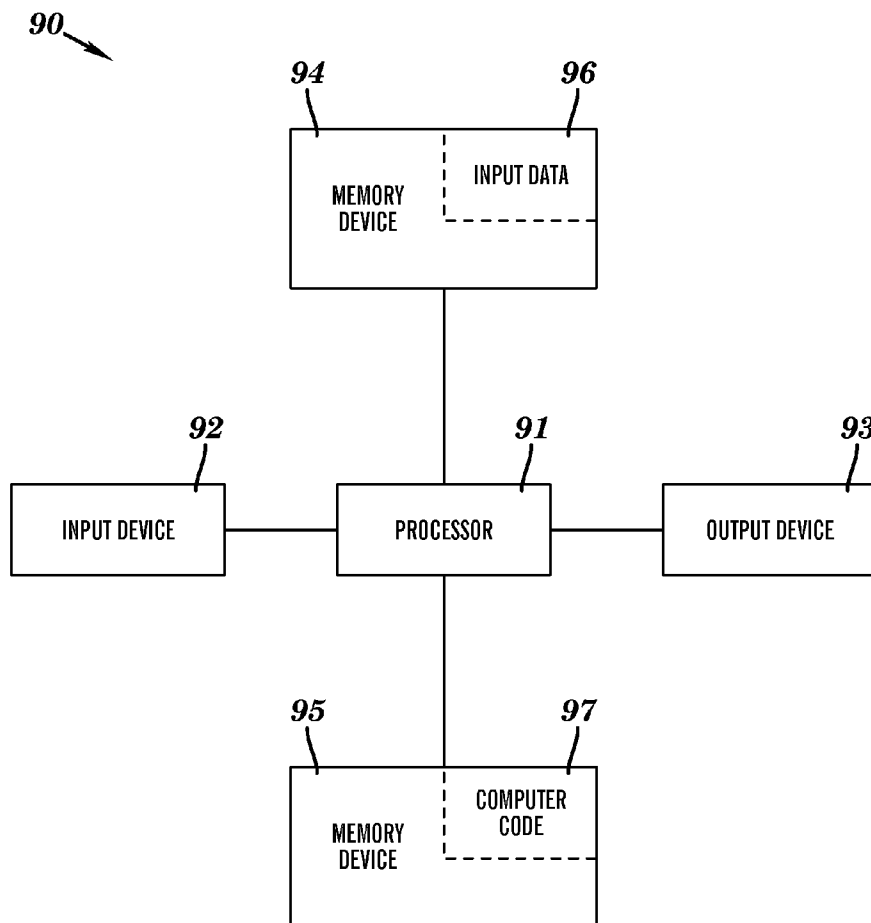 90
94
96
INPUT DATA
MEMORY
DEVICE
92
91
93
INPUT DEVICE
PROCESSOR
OUTPUT DEVICE
95
97
COMPUTER
CODE
MEMORY
DEVICE